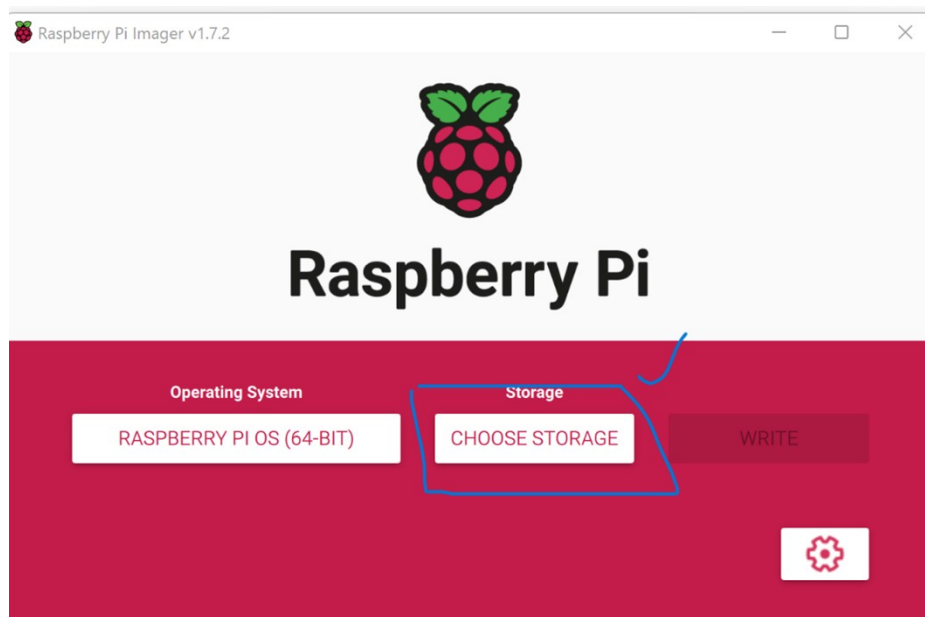 Raspberry Pi Imager v1.7.2
Raspberry Pi
Operating System
Storage
RASPBERRY PI OS (64-BIT)
CHOOSE STORAGE
WRITE